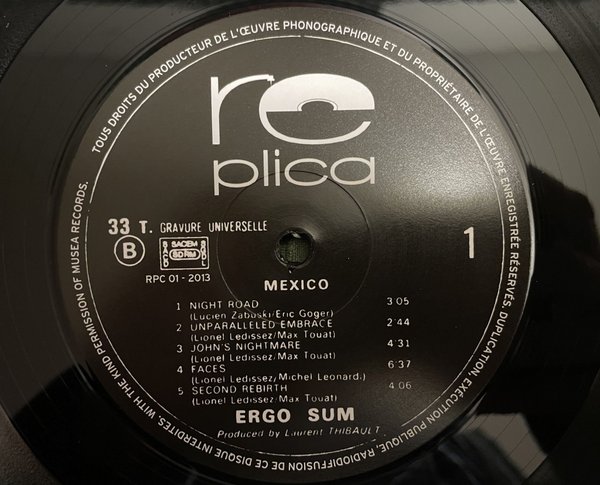 TOUS DROITS DU PRODUCTEUR DE L'ŒUVRE PHONOGRAPHIQUE ET DU PROPRIÉTAIRE DE L'ŒUVRE ENREGISTRÉE RÉSERVÉS. DUPLICATION, EXÉCUTION PUBLIQUE, RADIODIFFUSION DE CE DISQUE INTERDITES, WITH THE KIND PERMISSION OF MUSEA RECORDS.
re
plica
33 T. GRAVURE UNIVERSELLE
B
SACEM
SDRM
1
RPC 01 - 2013
MEXICO
1 NIGHT ROAD 3:05
(Lucien Zabuski/Eric Goger)
2 UNPARALLELED EMBRACE 2'44
(Lionel Ledissez/Max Touat)
3 JOHN'S NIGHTMARE 4'31
(Lionel Ledissez/Max Touat)
4 FACES 6'37
(Lionel Ledissez/Michel Leonardi)
5 SECOND REBIRTH 4:06
(Lionel Ledissez/Max Touat)
ERGO SUM
Produced by Laurent THIBAULT